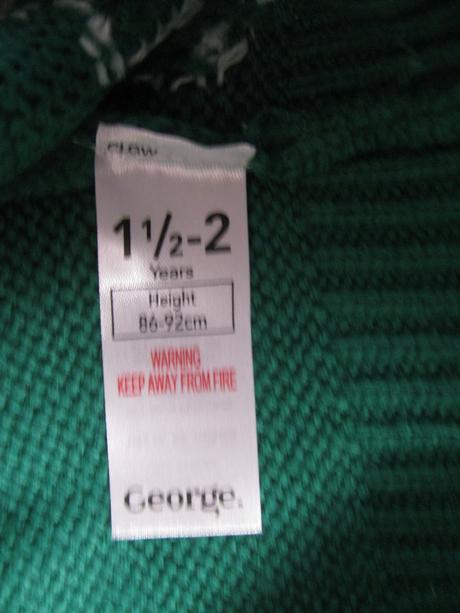 1½-2
Years
Height
86-92cm
WARNING
KEEP AWAY FROM FIRE
George.